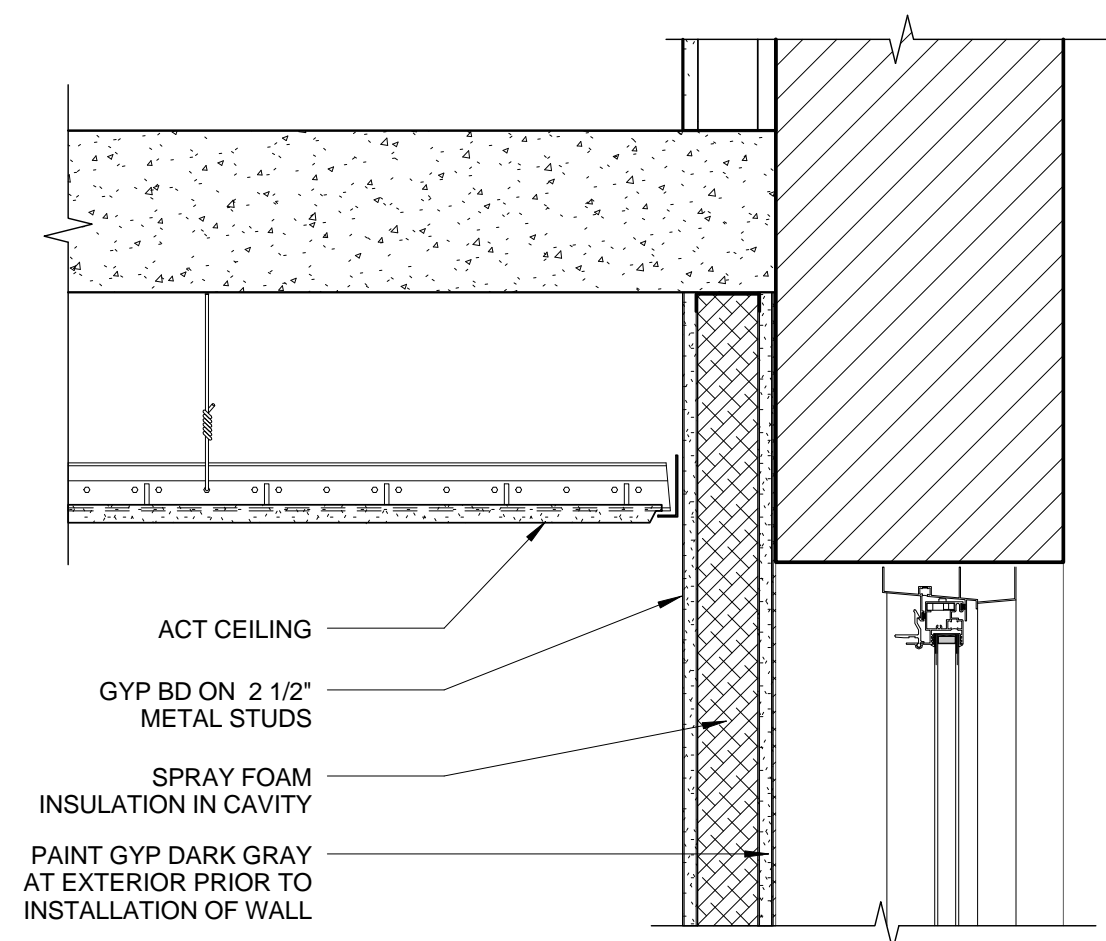 ACT CEILING
GYP BD ON 2 1/2"
METAL STUDS
SPRAY FOAM
INSULATION IN CAVITY
PAINT GYP DARK GRAY
AT EXTERIOR PRIOR TO
INSTALLATION OF WALL